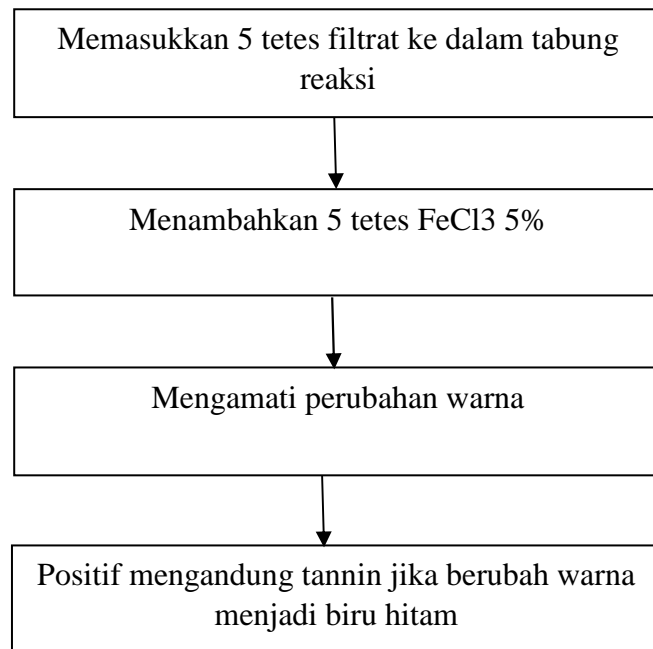 Memasukkan 5 tetes filtrat ke dalam tabung
reaksi
Menambahkan 5 tetes FeCl3 5%
Mengamati perubahan warna
Positif mengandung tannin jika berubah warna
menjadi biru hitam